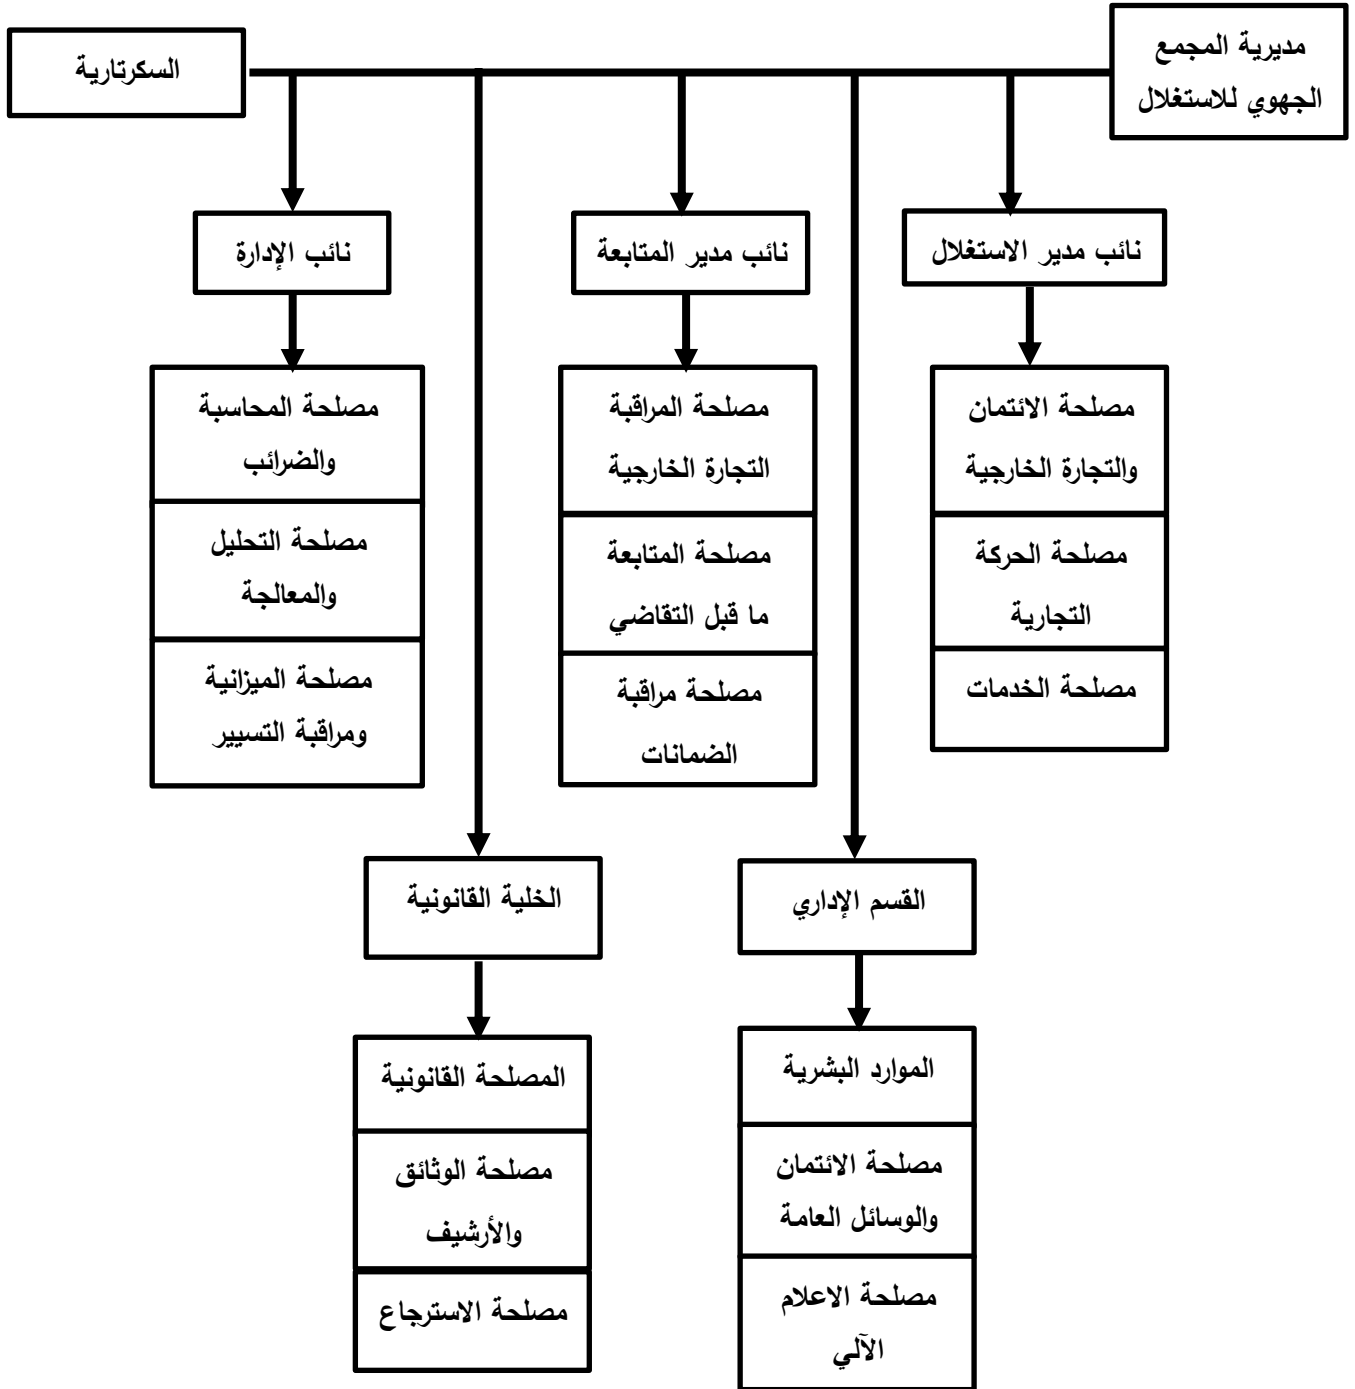 مديرية المجمع
الجهوي للاستغلال
السكرتارية
نائب مدير الاستغلال
نائب مدير المتابعة
نائب الإدارة
مصلحة الائتمان
والتجارة الخارجية
مصلحة الحركة
التجارية
مصلحة الخدمات
مصلحة المراقبة
التجارة الخارجية
مصلحة المتابعة
ما قبل التقاضي
مصلحة مراقبة
الضمانات
مصلحة المحاسبة
والضرائب
مصلحة التحليل
والمعالجة
مصلحة الميزانية
ومراقبة التسيير
القسم الإداري
الموارد البشرية
مصلحة الائتمان
والوسائل العامة
مصلحة الاعلام
الآلي
الخلية القانونية
المصلحة القانونية
مصلحة الوثائق
والأرشيف
مصلحة الاسترجاع